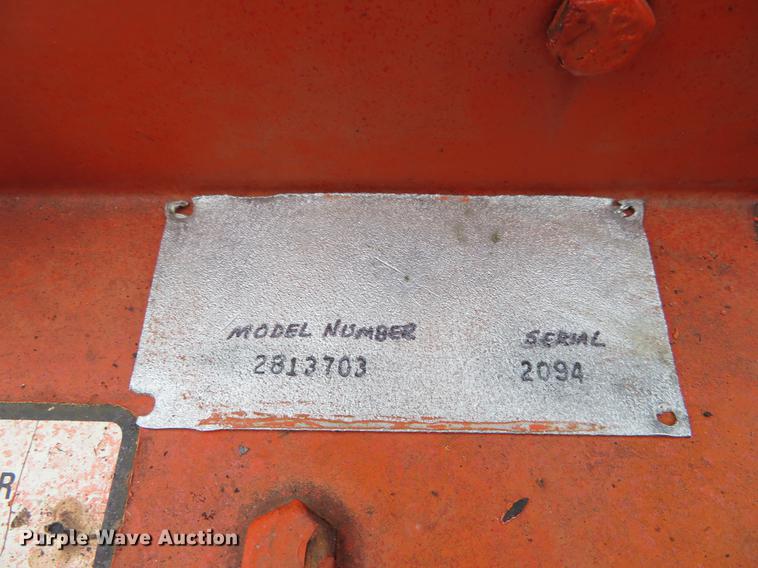 MODEL NUMBER SERIAL
2813703 2094
R
Purple Wave Auction